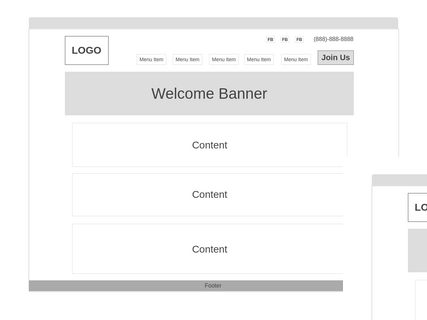 FB FB FB (888)-888-8888
LOGO
Menu Item Menu Item Menu Item Menu Item Menu Item Join Us
Welcome Banner
Content
Content
Content
Footer
LO